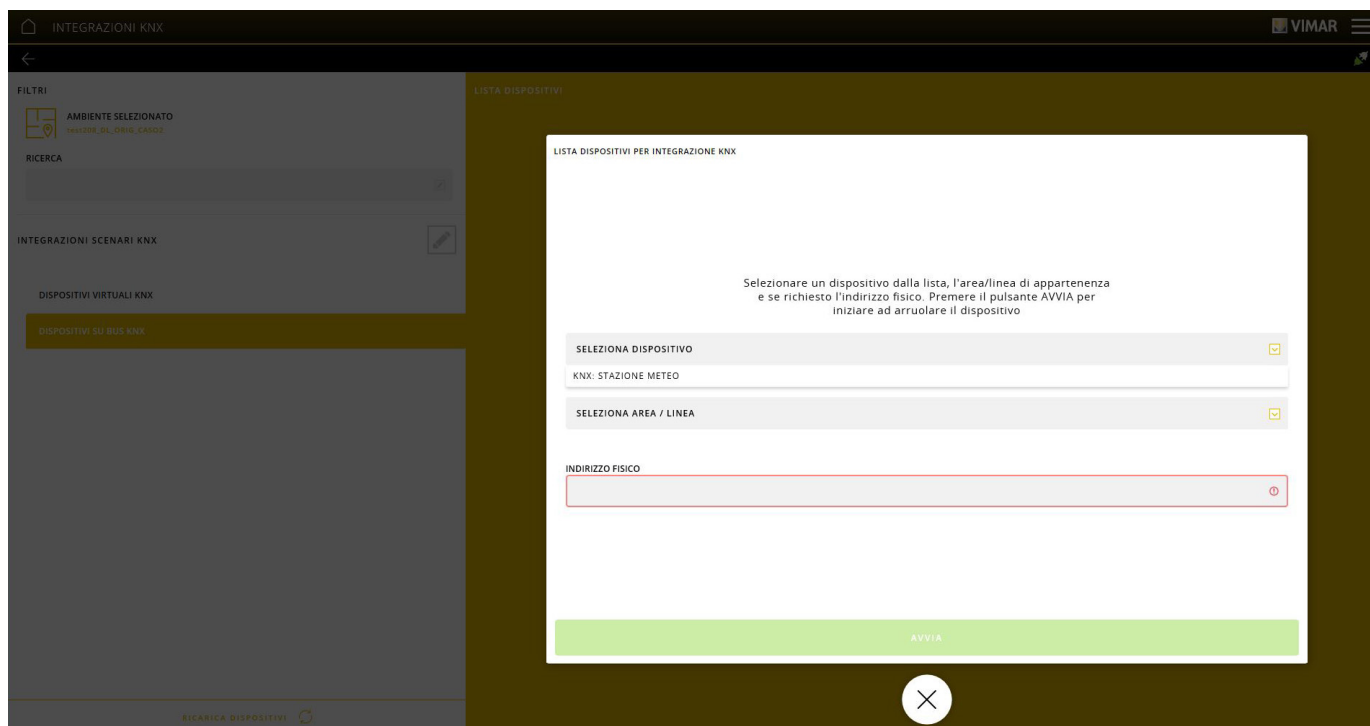 INTEGRAZIONI KNX
VIMAR
FILTRI
AMBIENTE SELEZIONATO
RICERCA
INTEGRAZIONI SCENARI KNX
DISPOSITIVI VIRTUALI KNX
DISPOSITIVI SU BUS KNX
RICARICA DISPOSITIVI
LISTA DISPOSITIVI
LISTA DISPOSITIVI PER INTEGRAZIONE KNX
Selezionare un dispositivo dalla lista, l'area/linea di appartenenza
e se richiesto l'indirizzo fisico. Premere il pulsante AVVIA per
iniziare ad arruolare il dispositivo
SELEZIONA DISPOSITIVO
KNX: STAZIONE METEO
SELEZIONA AREA / LINEA
INDIRIZZO FISICO
AVVIA